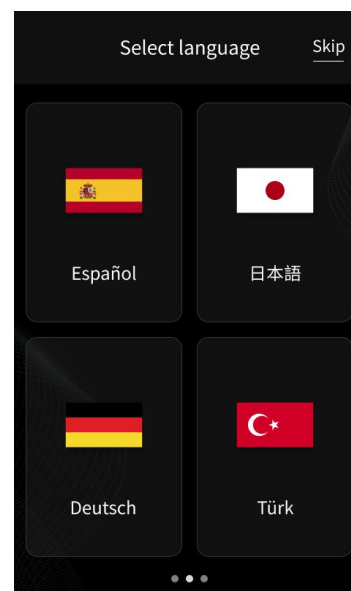 Select language
Skip
Español
日本語
Deutsch
Türk